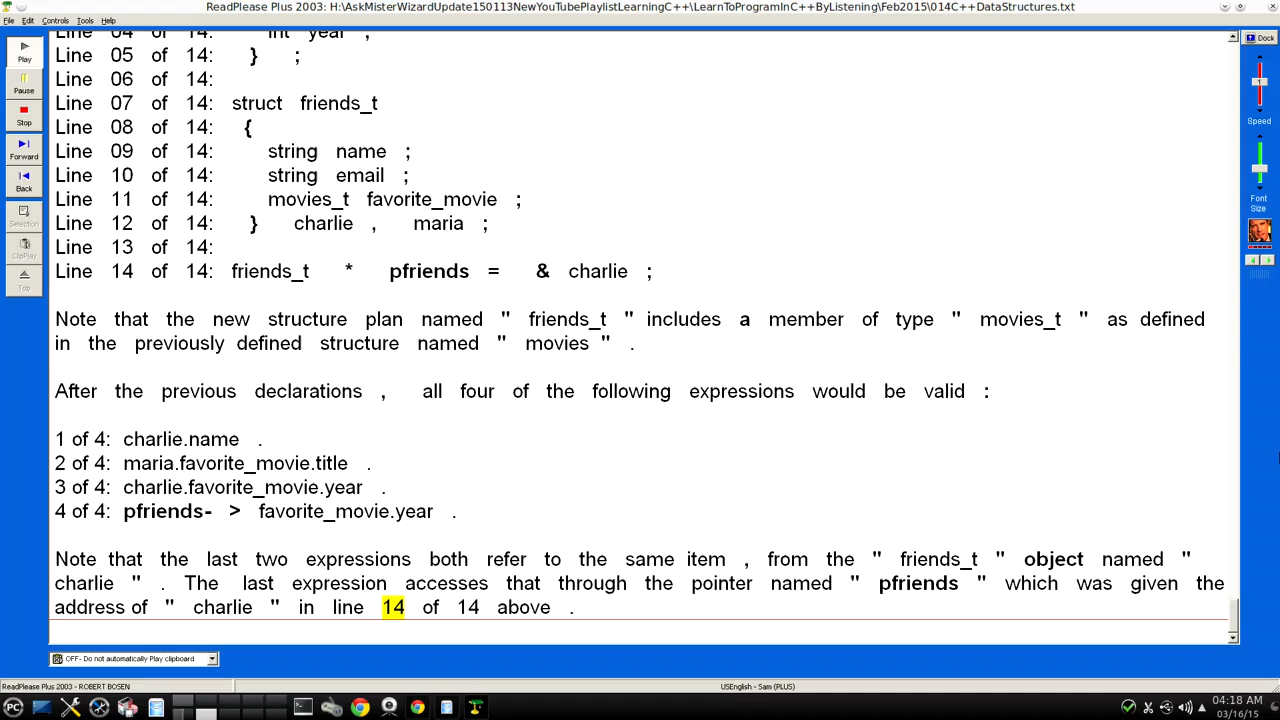 ReadPlease Plus 2003: H:\AskMisterWizardUpdate150113NewYouTubePlaylistLearningC++\LearnToProgramInC++ByListening\Feb2015\014C++DataStructures.txt
File Edit Controls Tools Help
Line 04 of 14: int year ;
Line 05 of 14: } ;
Line 06 of 14:
Line 07 of 14: struct friends_t
Line 08 of 14: {
Line 09 of 14: string name ;
Line 10 of 14: string email ;
Line 11 of 14: movies_t favorite_movie ;
Line 12 of 14: } charlie , maria ;
Line 13 of 14:
Line 14 of 14: friends_t * pfriends = & charlie ;
Note that the new structure plan named " friends_t " includes a member of type " movies_t " as defined
in the previously defined structure named " movies " .
After the previous declarations , all four of the following expressions would be valid :
1 of 4: charlie.name .
2 of 4: maria.favorite_movie.title .
3 of 4: charlie.favorite_movie.year .
4 of 4: pfriends- > favorite_movie.year .
Note that the last two expressions both refer to the same item , from the " friends_t " object named "
charlie " . The last expression accesses that through the pointer named " pfriends " which was given the
address of " charlie " in line 14 of 14 above .
Play
Pause
Stop
Forward
Back
Selection
ClipPlay
Top
Dock
Speed
Font
Size
OFF- Do not automatically Play clipboard
ReadPlease Plus 2003 - ROBERT BOSEN
USEnglish - Sam (PLUS)
PC
04:18 AM
03/16/15